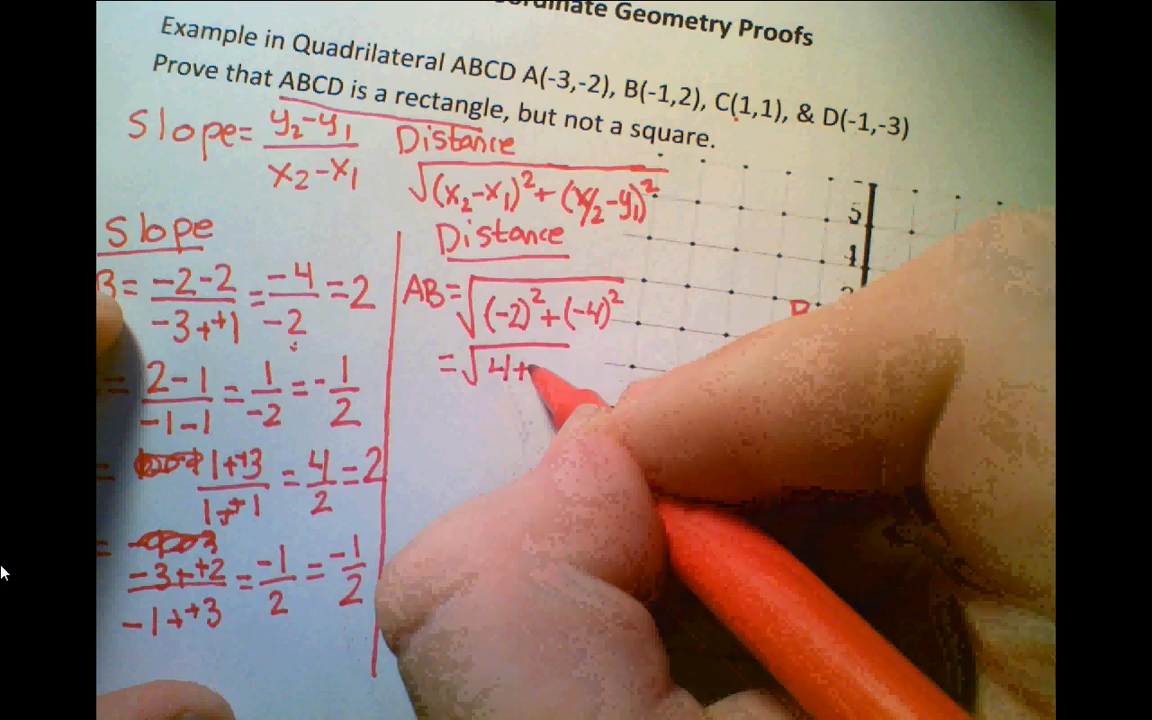 ordinate Geometry Proofs
Example in Quadrilateral ABCD A(-3,-2), B(-1,2), C(1,1), & D(-1,-3)
Prove that ABCD is a rectangle, but not a square.
Slope = (y₂-y₁)/(x₂-x₁)
Distance
√((x₂-x₁)²+(y₂-y₁)²)
Slope
B = (-2-2)/(-3++1) = -4/-2 = 2
= (2-1)/(-1-1) = 1/-2 = -1/2
= (1++3)/(1++1) = 4/2 = 2
= (-3++2)/(-1++3) = -1/2 = -1/2
Distance
AB = √((-2)²+(-4)²)
= √(4+
5
4
B